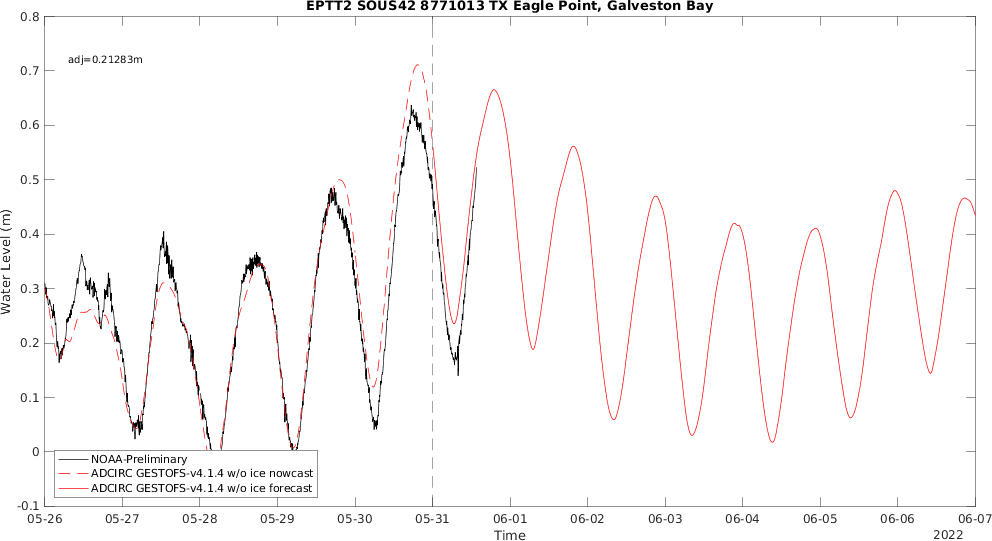 EPTT2 SOUS42 8771013 TX Eagle Point, Galveston Bay
0.8
adj=0.21283m
0.7
0.6
0.5
0.4
0.3
0.2
0.1
0
-0.1
Water Level (m)
NOAA-Preliminary
ADCIRC GESTOFS-v4.1.4 w/o ice nowcast
ADCIRC GESTOFS-v4.1.4 w/o ice forecast
05-26 05-27 05-28 05-29 05-30 05-31 06-01 06-02 06-03 06-04 06-05 06-06 06-07
Time
2022